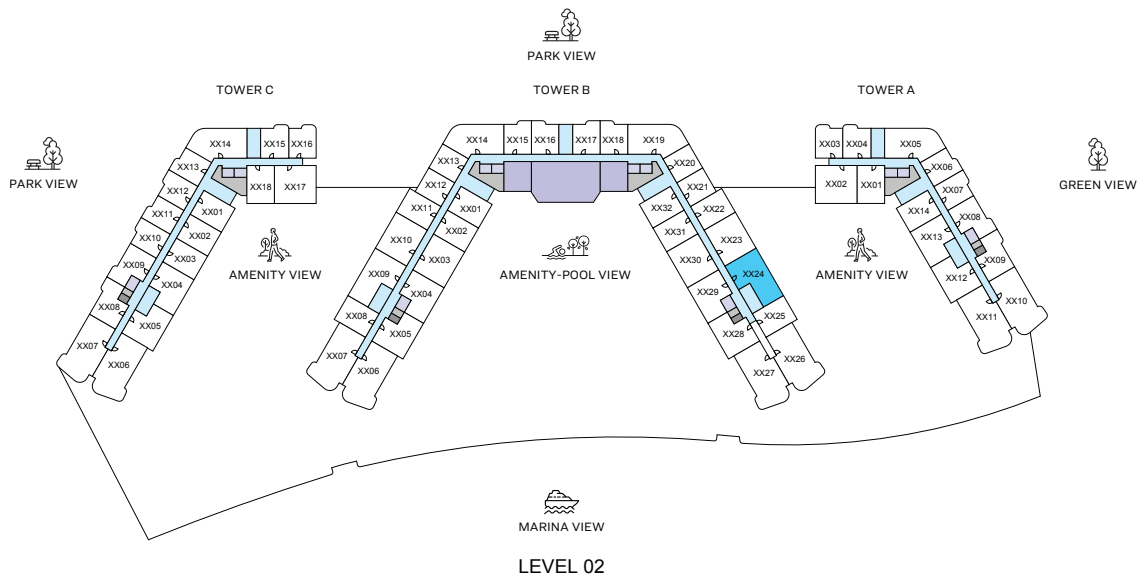 PARK VIEW
TOWER C
TOWER B
TOWER A
PARK VIEW
GREEN VIEW
XX14
XX15
XX16
XX13
XX18
XX17
XX12
XX01
XX11
XX02
XX10
XX03
XX09
XX04
XX08
XX05
XX07
XX06
AMENITY VIEW
XX14
XX15
XX16
XX17
XX18
XX19
XX13
XX20
XX12
XX21
XX01
XX32
XX11
XX22
XX02
XX31
XX10
XX23
XX03
XX30
XX09
XX24
XX04
XX29
XX08
XX25
XX05
XX28
XX07
XX26
XX06
XX27
AMENITY-POOL VIEW
AMENITY VIEW
XX03
XX04
XX05
XX02
XX01
XX06
XX07
XX14
XX08
XX13
XX09
XX12
XX10
XX11
MARINA VIEW
LEVEL 02